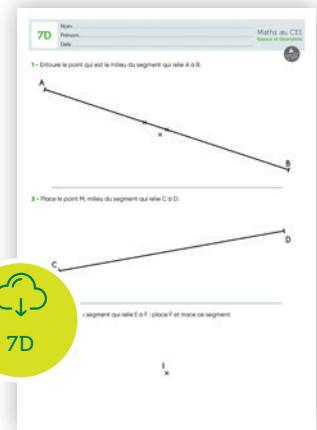 7D
Nom
Prénom
Date
Maths au CE1
Espace et Géométrie
1 - Entoure le point qui est le milieu du segment qui relie A à B.
A
B
2 - Place le point M, milieu du segment qui relie C à D.
C
D
segment qui relie E à F : place F et trace ce segment.
I
7D